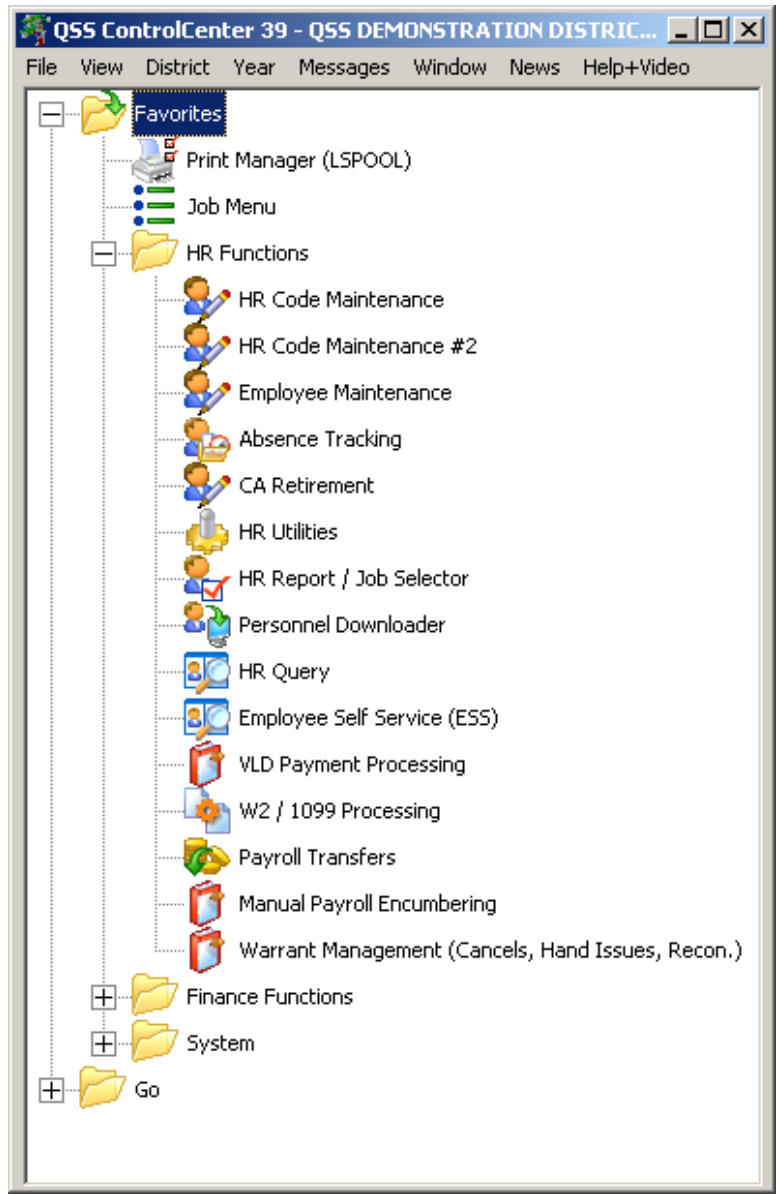 QSS ControlCenter 39 - QSS DEMONSTRATION DISTRIC...
File View District Year Messages Window News Help+Video
Favorites
Print Manager (LSPOOL)
Job Menu
HR Functions
HR Code Maintenance
HR Code Maintenance #2
Employee Maintenance
Absence Tracking
CA Retirement
HR Utilities
HR Report / Job Selector
Personnel Downloader
HR Query
Employee Self Service (ESS)
VLD Payment Processing
W2 / 1099 Processing
Payroll Transfers
Manual Payroll Encumbering
Warrant Management (Cancels, Hand Issues, Recon.)
Finance Functions
System
Go